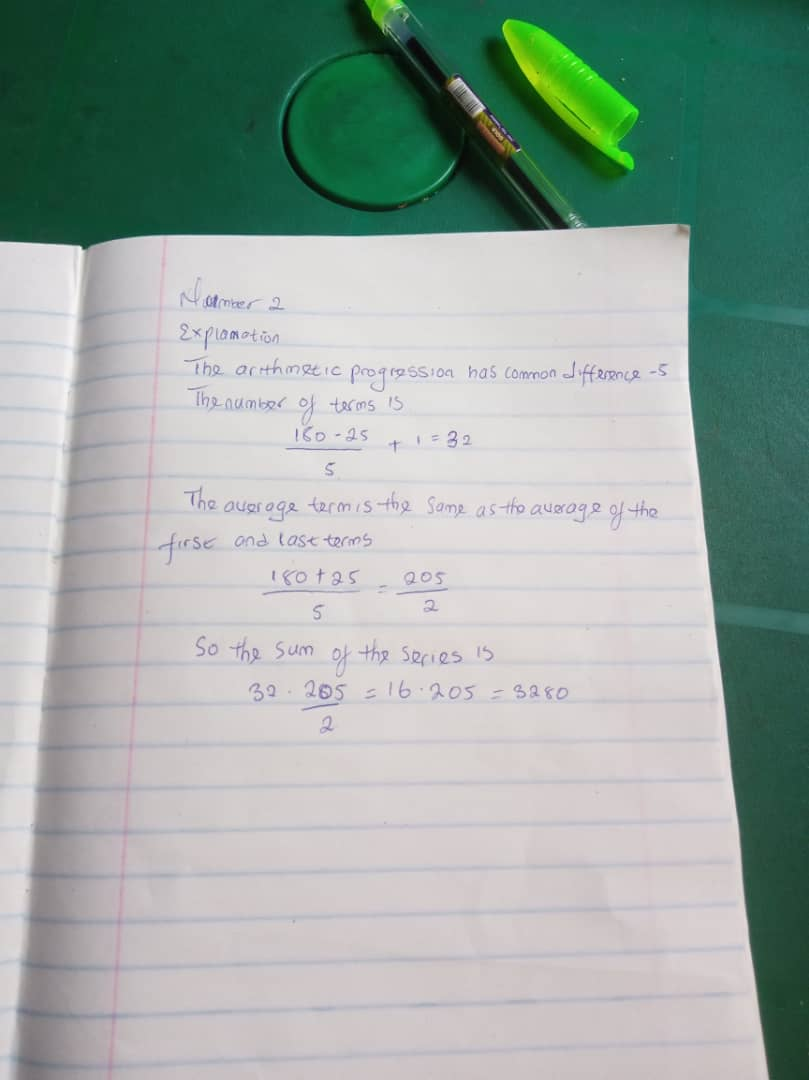 Number 2
Explanation
The arithmetic progression has common difference -5
The number of terms is
180 - 25 / 5 + 1 = 32
The average term is the same as the average of the
first and last terms
180 + 25 / 5 = 205 / 2
So the sum of the series is
32 · 205 / 2 = 16 · 205 = 3280